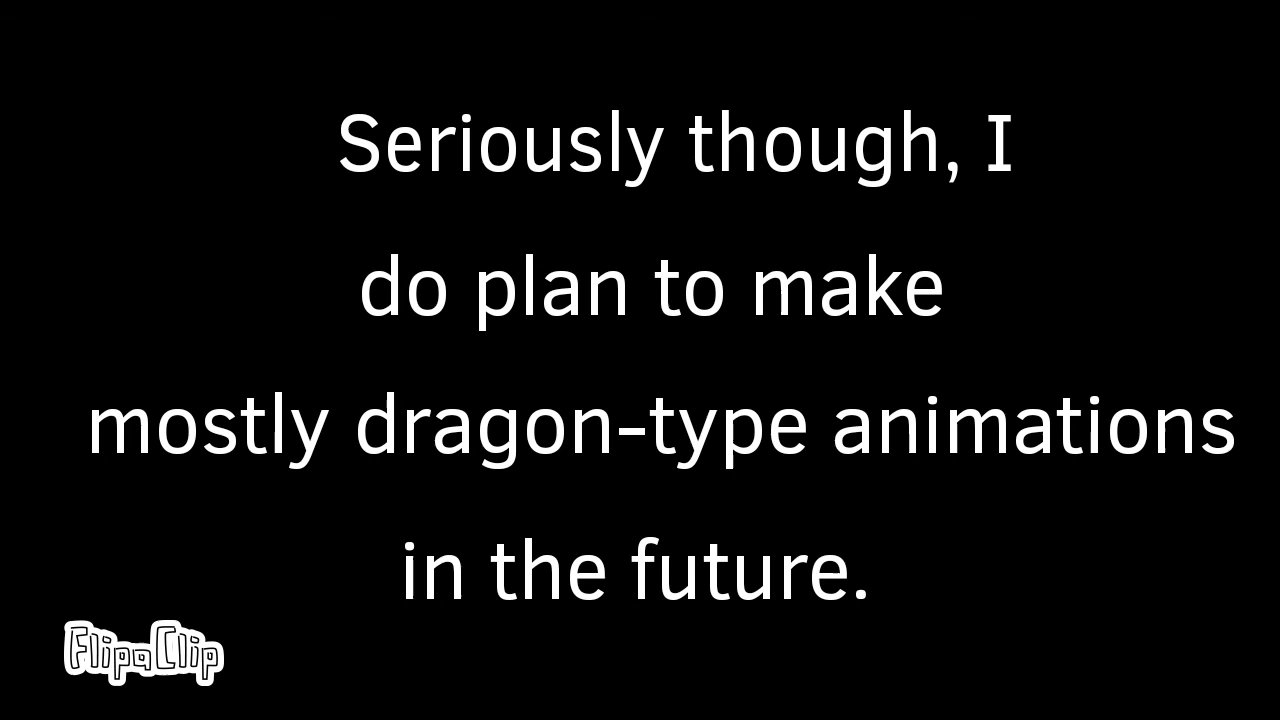 Seriously though, I
do plan to make
mostly dragon-type animations
in the future.
FlipaClip